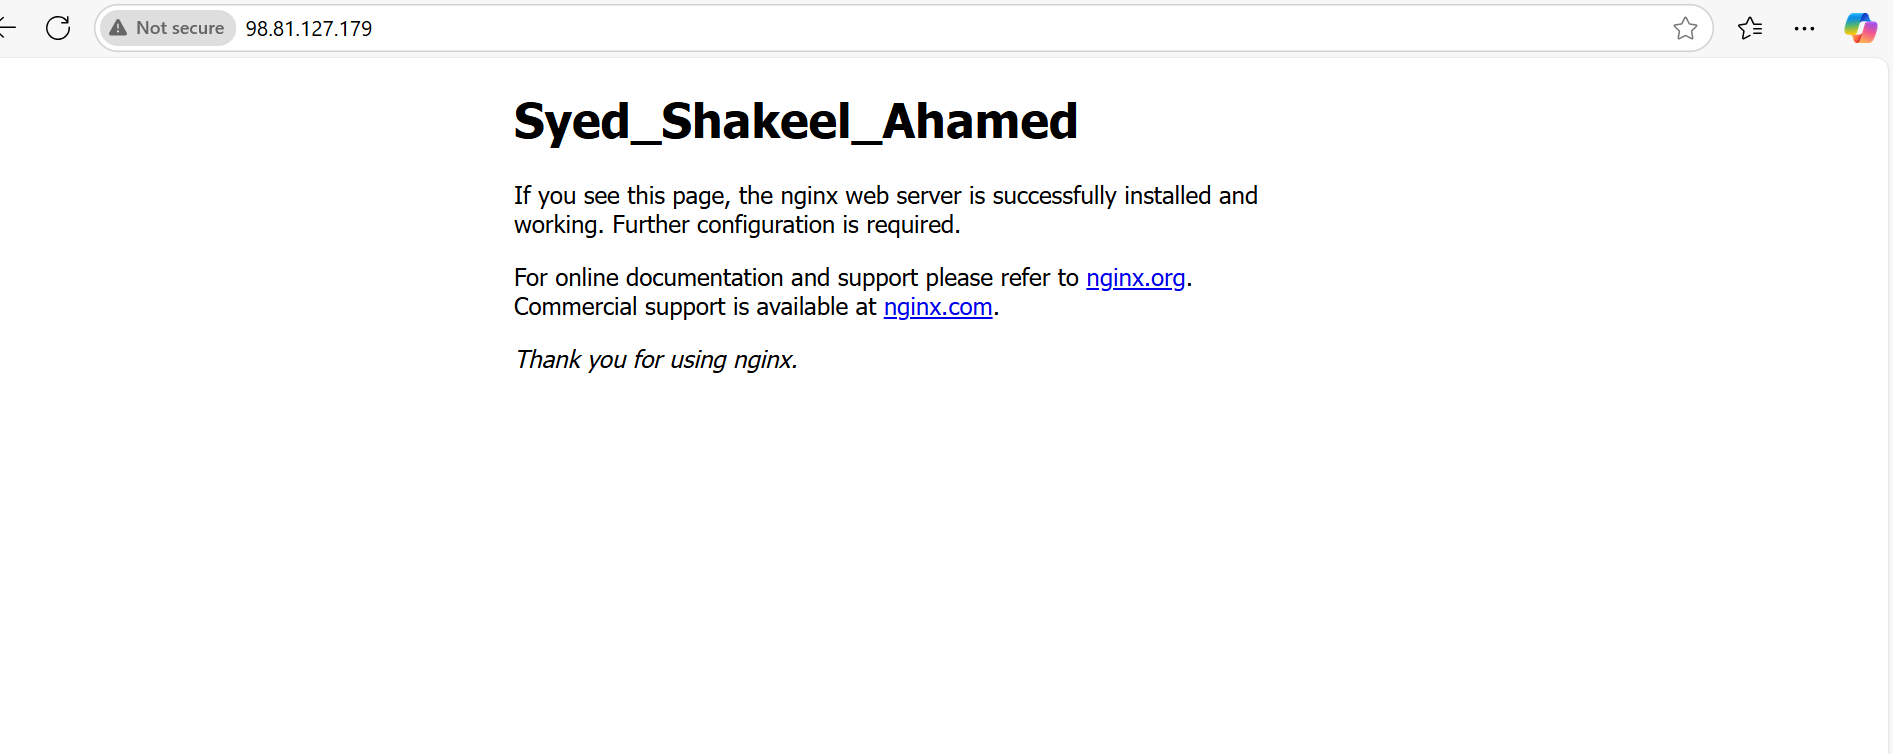 Not secure 98.81.127.179
Syed_Shakeel_Ahamed
If you see this page, the nginx web server is successfully installed and
working. Further configuration is required.
For online documentation and support please refer to nginx.org.
Commercial support is available at nginx.com.
Thank you for using nginx.